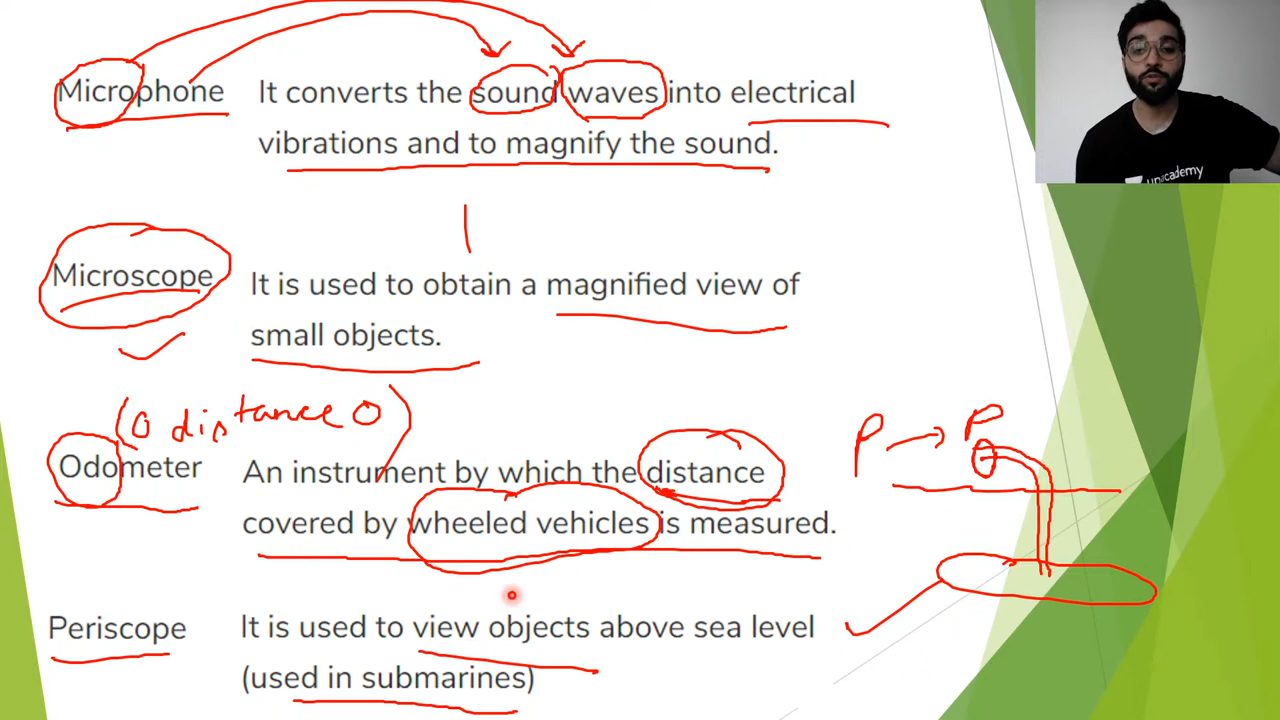 Microphone It converts the sound waves into electrical
vibrations and to magnify the sound.
unacademy
Microscope It is used to obtain a magnified view of
small objects.
(O distance O)
Odometer An instrument by which the distance
covered by wheeled vehicles is measured.
P → P
Periscope It is used to view objects above sea level
(used in submarines)